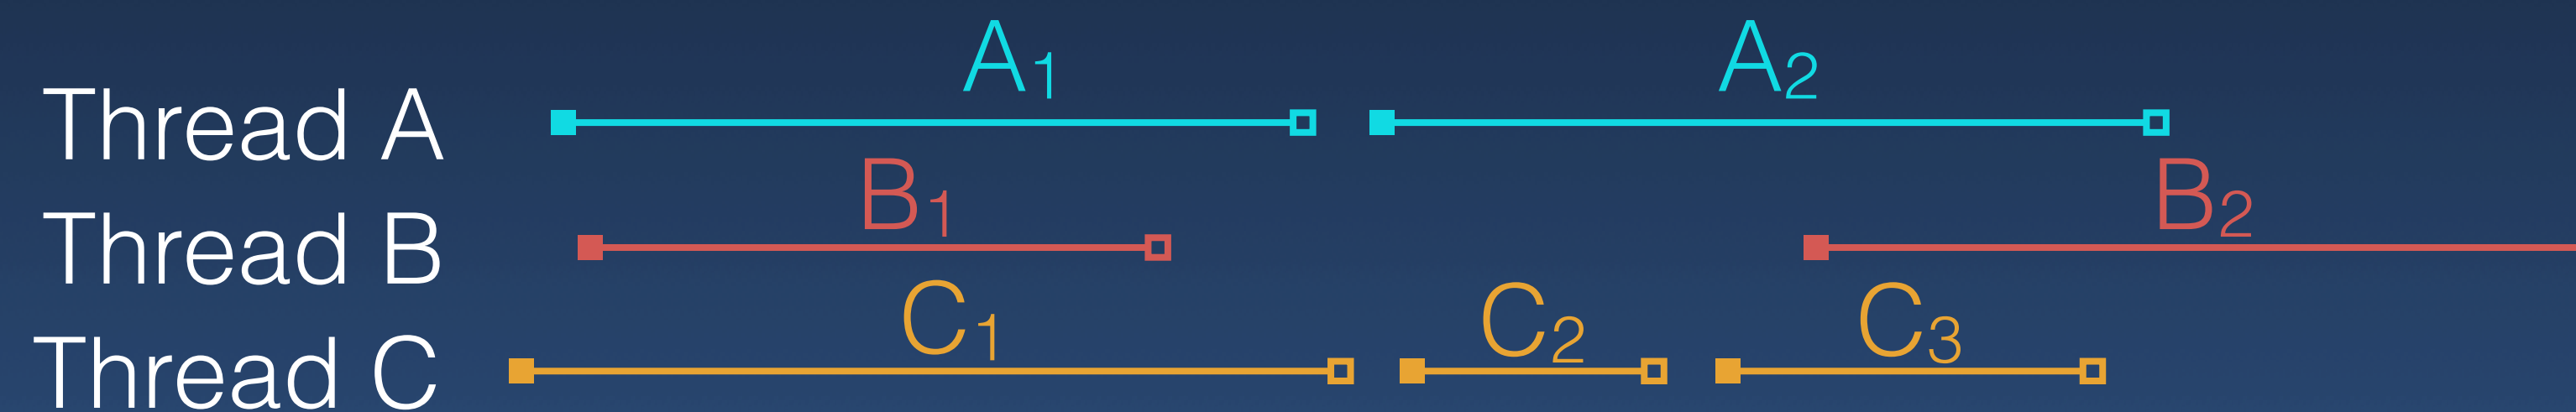 A1 A2
Thread A
B1 B2
Thread B
C1 C2 C3
Thread C